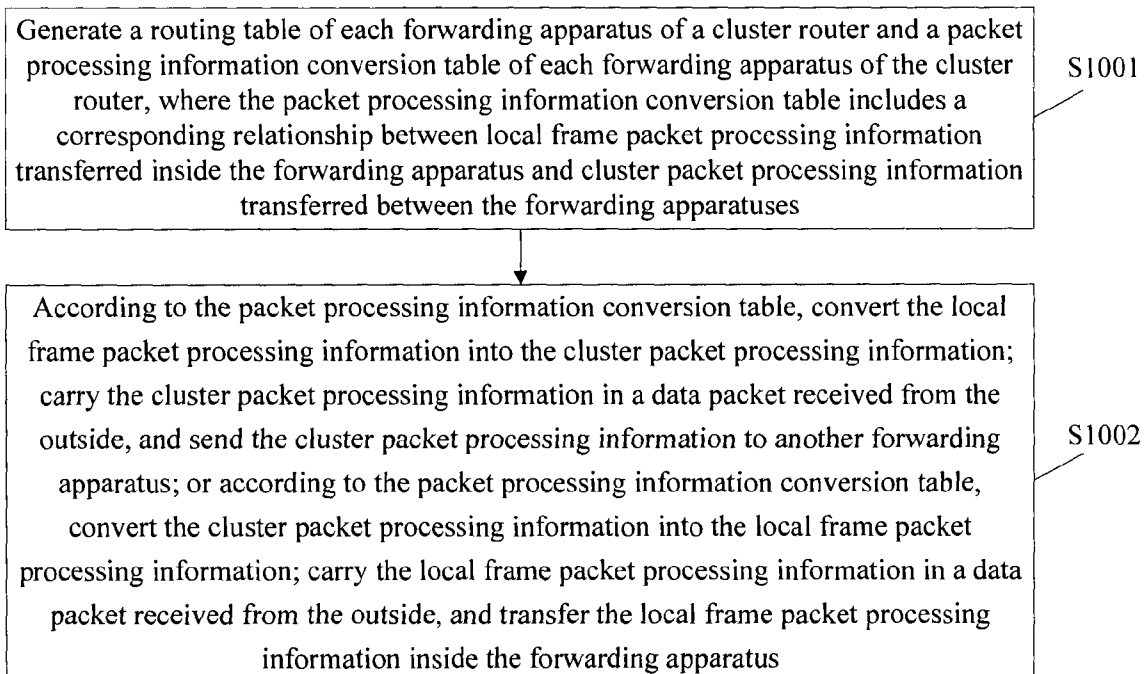 Generate a routing table of each forwarding apparatus of a cluster router and a packet
processing information conversion table of each forwarding apparatus of the cluster
router, where the packet processing information conversion table includes a
corresponding relationship between local frame packet processing information
transferred inside the forwarding apparatus and cluster packet processing information
transferred between the forwarding apparatuses
S1001
According to the packet processing information conversion table, convert the local
frame packet processing information into the cluster packet processing information;
carry the cluster packet processing information in a data packet received from the
outside, and send the cluster packet processing information to another forwarding
apparatus; or according to the packet processing information conversion table,
convert the cluster packet processing information into the local frame packet
processing information; carry the local frame packet processing information in a data
packet received from the outside, and transfer the local frame packet processing
information inside the forwarding apparatus
S1002